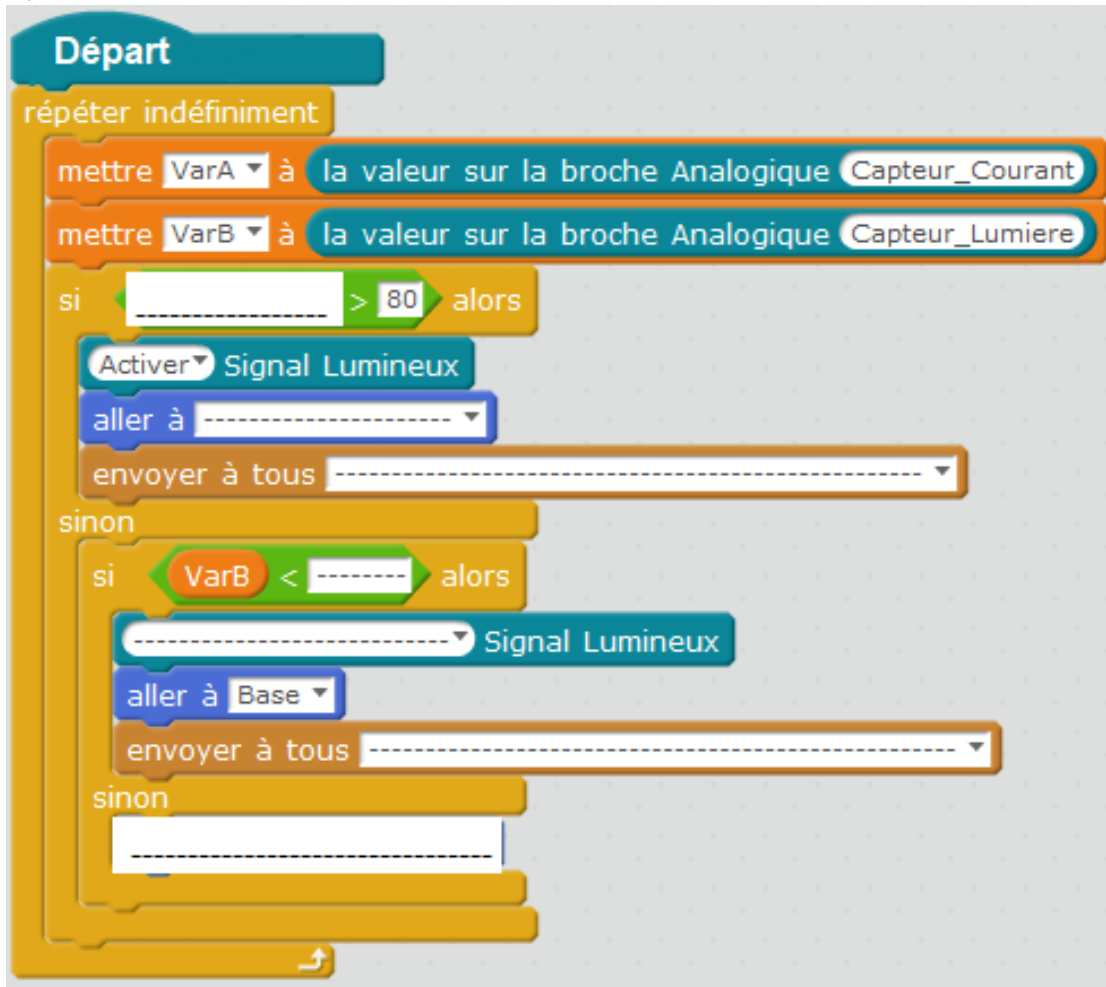 Départ
répéter indéfiniment
mettre VarA à la valeur sur la broche Analogique Capteur_Courant
mettre VarB à la valeur sur la broche Analogique Capteur_Lumiere
si _________________ > 80 alors
Activer Signal Lumineux
aller à ----------------------
envoyer à tous ----------------------------------------------------
sinon
si VarB < -------- alors
---------------------------- Signal Lumineux
aller à Base
envoyer à tous ----------------------------------------------------
sinon
________________________________